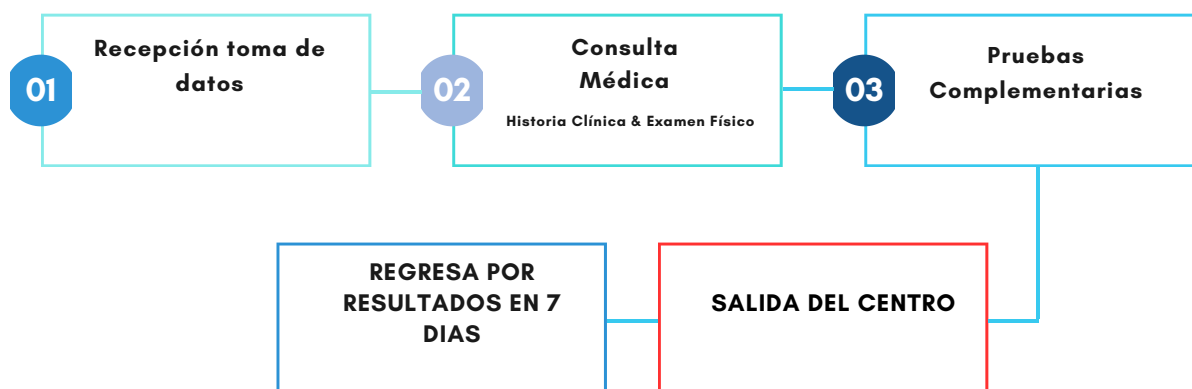 01
Recepción toma de
datos
02
Consulta
Médica
Historia Clínica & Examen Físico
03
Pruebas
Complementarias
REGRESA POR
RESULTADOS EN 7
DIAS
SALIDA DEL CENTRO